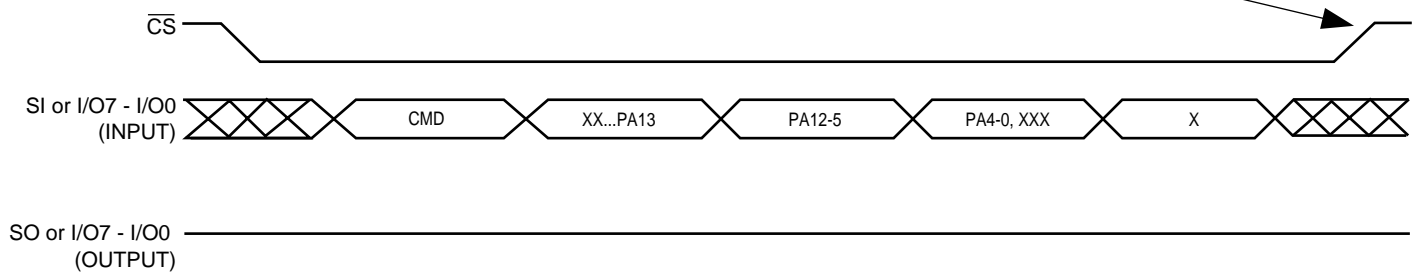 CS
SI or I/O7 - I/O0
(INPUT)
CMD
XX...PA13
PA12-5
PA4-0, XXX
X
SO or I/O7 - I/O0
(OUTPUT)